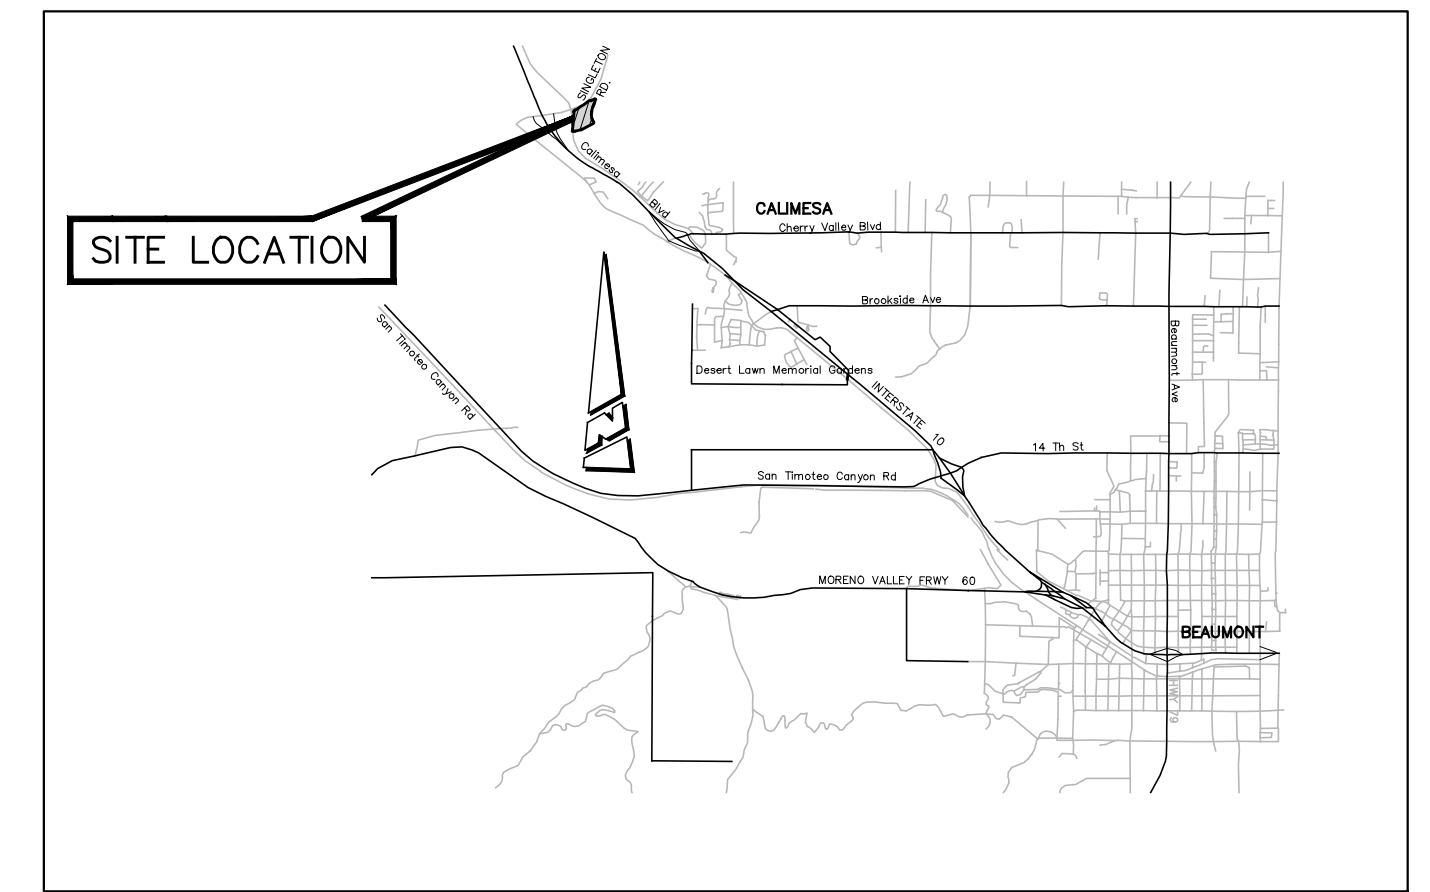 SINGLETON
RD.
Calimesa
Blvd
CALIMESA
Cherry Valley Blvd
SITE LOCATION
Brookside Ave
San Timoteo Canyon Rd
Beaumont Ave
Desert Lawn Memorial Gardens
INTERSTATE 10
N
14 Th St
San Timoteo Canyon Rd
MORENO VALLEY FRWY 60
BEAUMONT
HWY 79